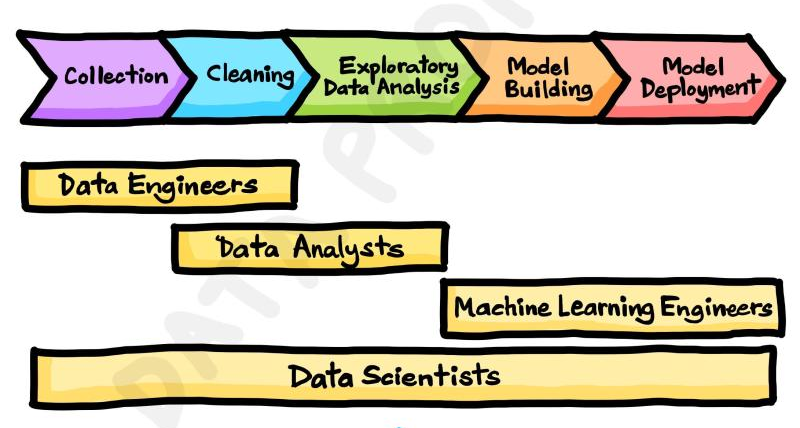 Collection
Cleaning
Exploratory
Data Analysis
Model
Building
Model
Deployment
Data Engineers
Data Analysts
Machine Learning Engineers
Data Scientists